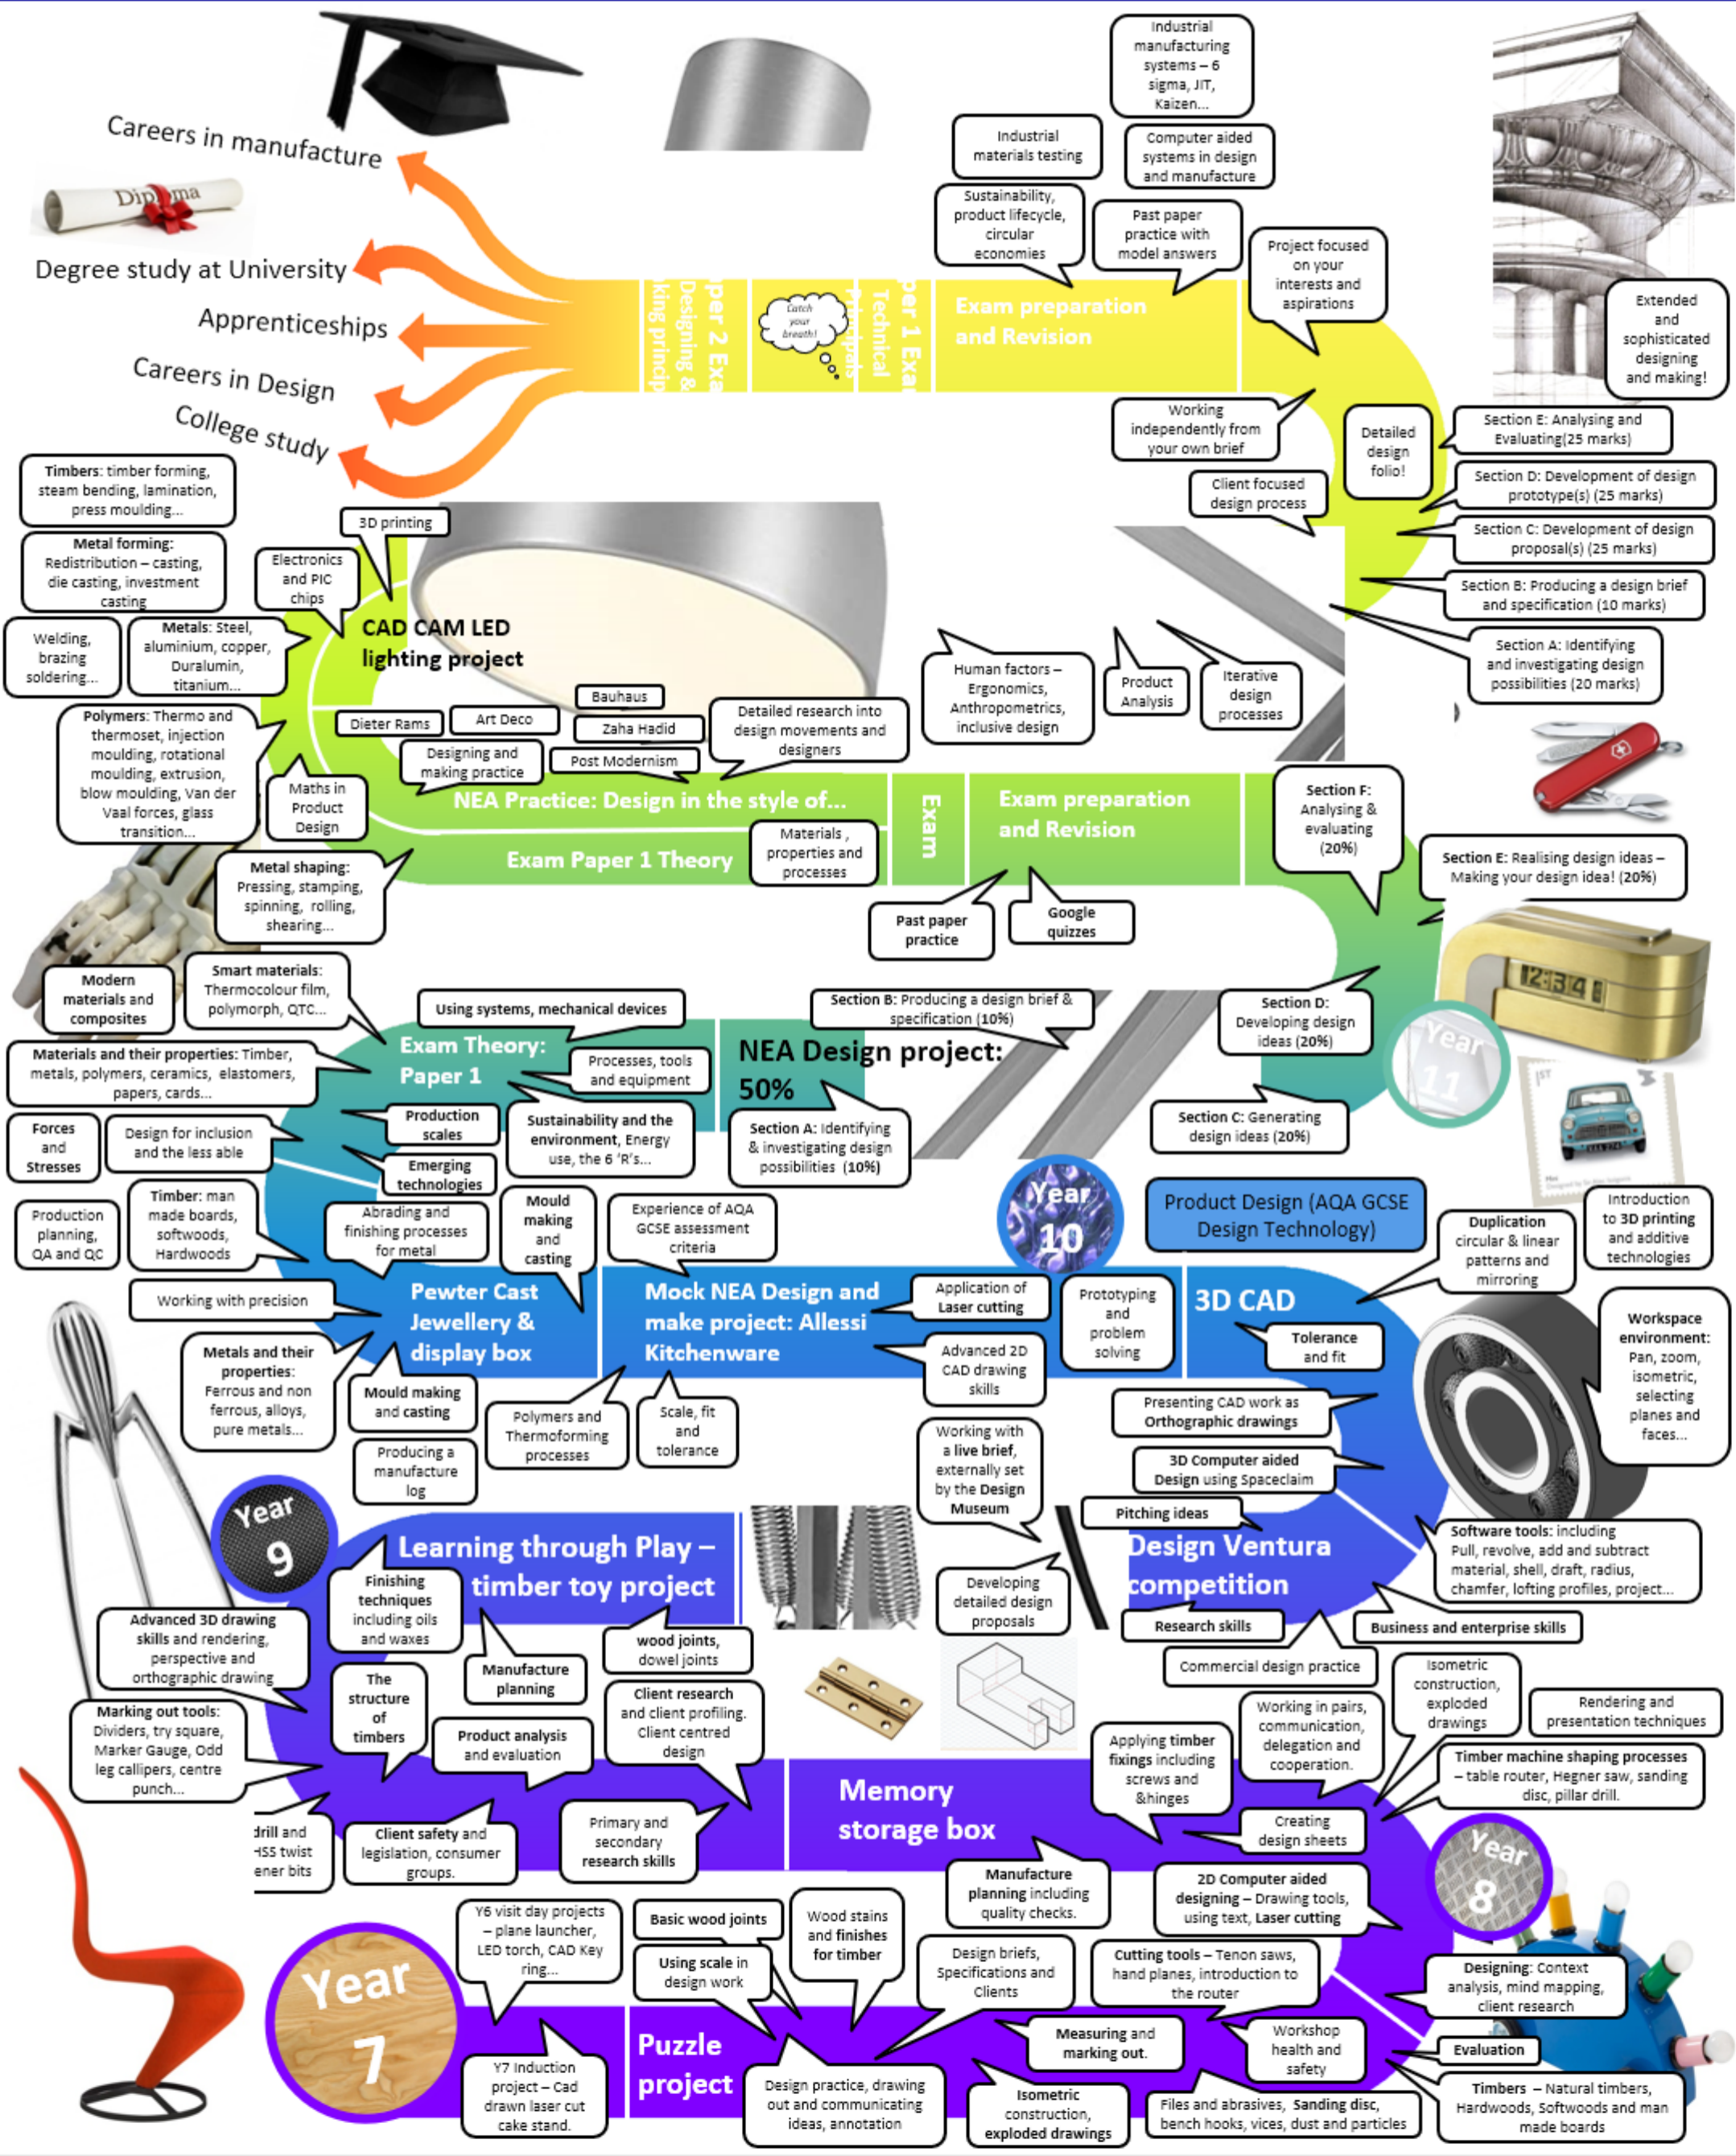 Careers in manufacture
Diploma
Degree study at University
Apprenticeships
Careers in Design
College study
Industrial
manufacturing
systems – 6
sigma, JIT,
Kaizen...
Industrial
materials testing
Computer aided
systems in design
and manufacture
Sustainability,
product lifecycle,
circular
economies
Past paper
practice with
model answers
Project focused
on your
interests and
aspirations
Extended
and
sophisticated
designing
and making!
per 2 Exa
Designing &
king princip
Catch
your
breath!
per 1 Exa
Technical
Principals
Exam preparation
and Revision
Working
independently from
your own brief
Client focused
design process
Detailed
design
folio!
Section E: Analysing and
Evaluating(25 marks)
Section D: Development of design
prototype(s) (25 marks)
Section C: Development of design
proposal(s) (25 marks)
Section B: Producing a design brief
and specification (10 marks)
Section A: Identifying
and investigating design
possibilities (20 marks)
Timbers: timber forming,
steam bending, lamination,
press moulding...
Metal forming:
Redistribution – casting,
die casting, investment
casting
3D printing
Electronics
and PIC
chips
Welding,
brazing
soldering...
Metals: Steel,
aluminium, copper,
Duralumin,
titanium...
CAD CAM LED
lighting project
Polymers: Thermo and
thermoset, injection
moulding, rotational
moulding, extrusion,
blow moulding, Van der
Vaal forces, glass
transition...
Maths in
Product
Design
Dieter Rams
Art Deco
Bauhaus
Zaha Hadid
Designing and
making practice
Post Modernism
Detailed research into
design movements and
designers
Human factors –
Ergonomics,
Anthropometrics,
inclusive design
Product
Analysis
Iterative
design
processes
NEA Practice: Design in the style of...
Exam Paper 1 Theory
Materials ,
properties and
processes
Exam
Exam preparation
and Revision
Past paper
practice
Google
quizzes
Section F:
Analysing &
evaluating
(20%)
Section E: Realising design ideas –
Making your design idea! (20%)
Metal shaping:
Pressing, stamping,
spinning, rolling,
shearing...
Modern
materials and
composites
Smart materials:
Thermocolour film,
polymorph, QTC...
Using systems, mechanical devices
Materials and their properties: Timber,
metals, polymers, ceramics, elastomers,
papers, cards...
Exam Theory:
Paper 1
Processes, tools
and equipment
NEA Design project:
50%
Section B: Producing a design brief &
specification (10%)
Section D:
Developing design
ideas (20%)
12:34
Year
11
Section C: Generating
design ideas (20%)
1ST
Mini
Forces
and
Stresses
Design for inclusion
and the less able
Production
scales
Emerging
technologies
Sustainability and the
environment, Energy
use, the 6 'R's...
Section A: Identifying
& investigating design
possibilities (10%)
Production
planning,
QA and QC
Timber: man
made boards,
softwoods,
Hardwoods
Abrading and
finishing processes
for metal
Mould
making
and
casting
Experience of AQA
GCSE assessment
criteria
Year
10
Product Design (AQA GCSE
Design Technology)
Duplication
circular & linear
patterns and
mirroring
Introduction
to 3D printing
and additive
technologies
Working with precision
Pewter Cast
Jewellery &
display box
Mock NEA Design and
make project: Allessi
Kitchenware
Application of
Laser cutting
Advanced 2D
CAD drawing
skills
Prototyping
and
problem
solving
3D CAD
Tolerance
and fit
Workspace
environment:
Pan, zoom,
isometric,
selecting
planes and
faces...
Metals and their
properties:
Ferrous and non
ferrous, alloys,
pure metals...
Mould making
and casting
Producing a
manufacture
log
Polymers and
Thermoforming
processes
Scale, fit
and
tolerance
Working with
a live brief,
externally set
by the Design
Museum
Presenting CAD work as
Orthographic drawings
3D Computer aided
Design using Spaceclaim
Pitching ideas
Year
9
Learning through Play –
timber toy project
Design Ventura
competition
Software tools: including
Pull, revolve, add and subtract
material, shell, draft, radius,
chamfer, lofting profiles, project...
Finishing
techniques
including oils
and waxes
Developing
detailed design
proposals
Research skills
Business and enterprise skills
Commercial design practice
Advanced 3D drawing
skills and rendering,
perspective and
orthographic drawing
The
structure
of
timbers
Manufacture
planning
wood joints,
dowel joints
Client research
and client profiling.
Client centred
design
Product analysis
and evaluation
Marking out tools:
Dividers, try square,
Marker Gauge, Odd
leg callipers, centre
punch...
Isometric
construction,
exploded
drawings
Rendering and
presentation techniques
Working in pairs,
communication,
delegation and
cooperation.
Applying timber
fixings including
screws and
&hinges
Timber machine shaping processes
– table router, Hegner saw, sanding
disc, pillar drill.
Memory
storage box
Creating
design sheets
drill and
HSS twist
ener bits
Client safety and
legislation, consumer
groups.
Primary and
secondary
research skills
Manufacture
planning including
quality checks.
2D Computer aided
designing – Drawing tools,
using text, Laser cutting
Year
8
Y6 visit day projects
– plane launcher,
LED torch, CAD Key
ring...
Basic wood joints
Using scale in
design work
Wood stains
and finishes
for timber
Design briefs,
Specifications and
Clients
Cutting tools – Tenon saws,
hand planes, introduction to
the router
Designing: Context
analysis, mind mapping,
client research
Year
7
Puzzle
project
Measuring and
marking out.
Workshop
health and
safety
Evaluation
Y7 Induction
project – Cad
drawn laser cut
cake stand.
Design practice, drawing
out and communicating
ideas, annotation
Isometric
construction,
exploded drawings
Files and abrasives, Sanding disc,
bench hooks, vices, dust and particles
Timbers – Natural timbers,
Hardwoods, Softwoods and man
made boards